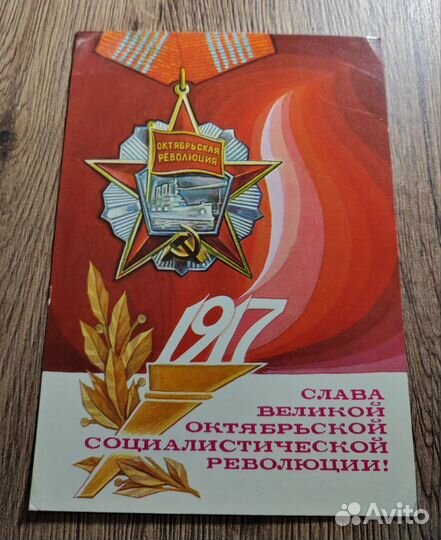 ОКТЯБРЬСКАЯ
РЕВОЛЮЦИЯ
1917
СЛАВА
ВЕЛИКОЙ
ОКТЯБРЬСКОЙ
СОЦИАЛИСТИЧЕСКОЙ
РЕВОЛЮЦИИ!
Avito